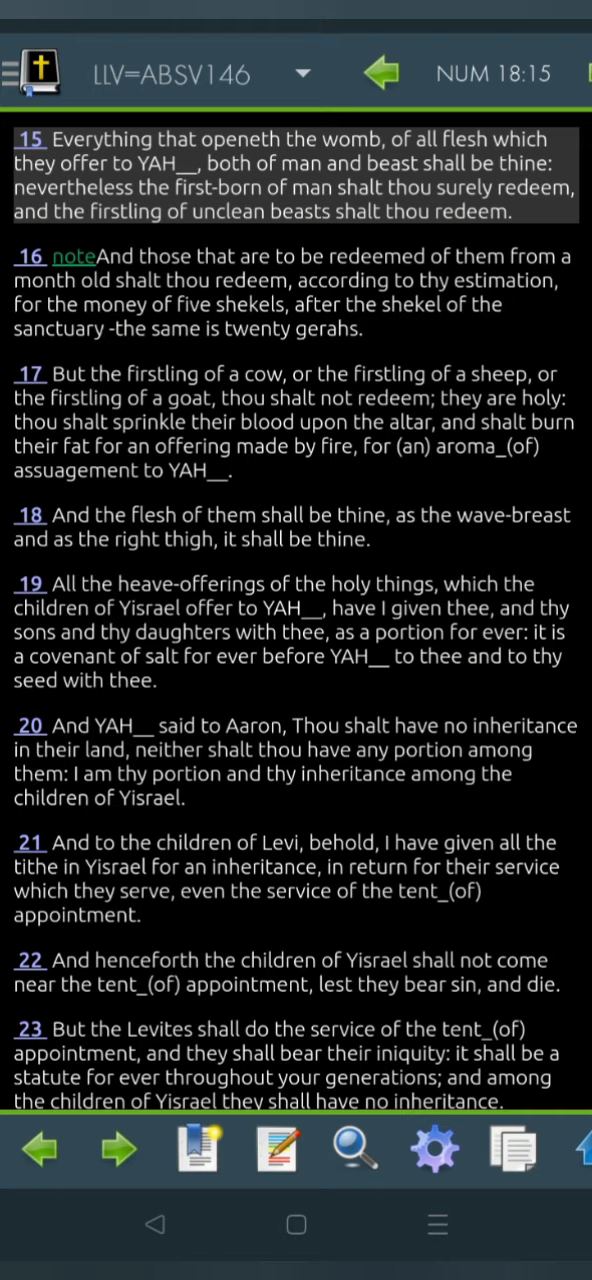 LLV=ABSV146
NUM 18:15
15 Everything that openeth the womb, of all flesh which
they offer to YAH__, both of man and beast shall be thine:
nevertheless the first-born of man shalt thou surely redeem,
and the firstling of unclean beasts shalt thou redeem.
16 noteAnd those that are to be redeemed of them from a
month old shalt thou redeem, according to thy estimation,
for the money of five shekels, after the shekel of the
sanctuary -the same is twenty gerahs.
17 But the firstling of a cow, or the firstling of a sheep, or
the firstling of a goat, thou shalt not redeem; they are holy:
thou shalt sprinkle their blood upon the altar, and shalt burn
their fat for an offering made by fire, for (an) aroma_(of)
assuagement to YAH__.
18 And the flesh of them shall be thine, as the wave-breast
and as the right thigh, it shall be thine.
19 All the heave-offerings of the holy things, which the
children of Yisrael offer to YAH__, have I given thee, and thy
sons and thy daughters with thee, as a portion for ever: it is
a covenant of salt for ever before YAH__ to thee and to thy
seed with thee.
20 And YAH__ said to Aaron, Thou shalt have no inheritance
in their land, neither shalt thou have any portion among
them: I am thy portion and thy inheritance among the
children of Yisrael.
21 And to the children of Levi, behold, I have given all the
tithe in Yisrael for an inheritance, in return for their service
which they serve, even the service of the tent_(of)
appointment.
22 And henceforth the children of Yisrael shall not come
near the tent_(of) appointment, lest they bear sin, and die.
23 But the Levites shall do the service of the tent_(of)
appointment, and they shall bear their iniquity: it shall be a
statute for ever throughout your generations; and among
the children of Yisrael they shall have no inheritance.